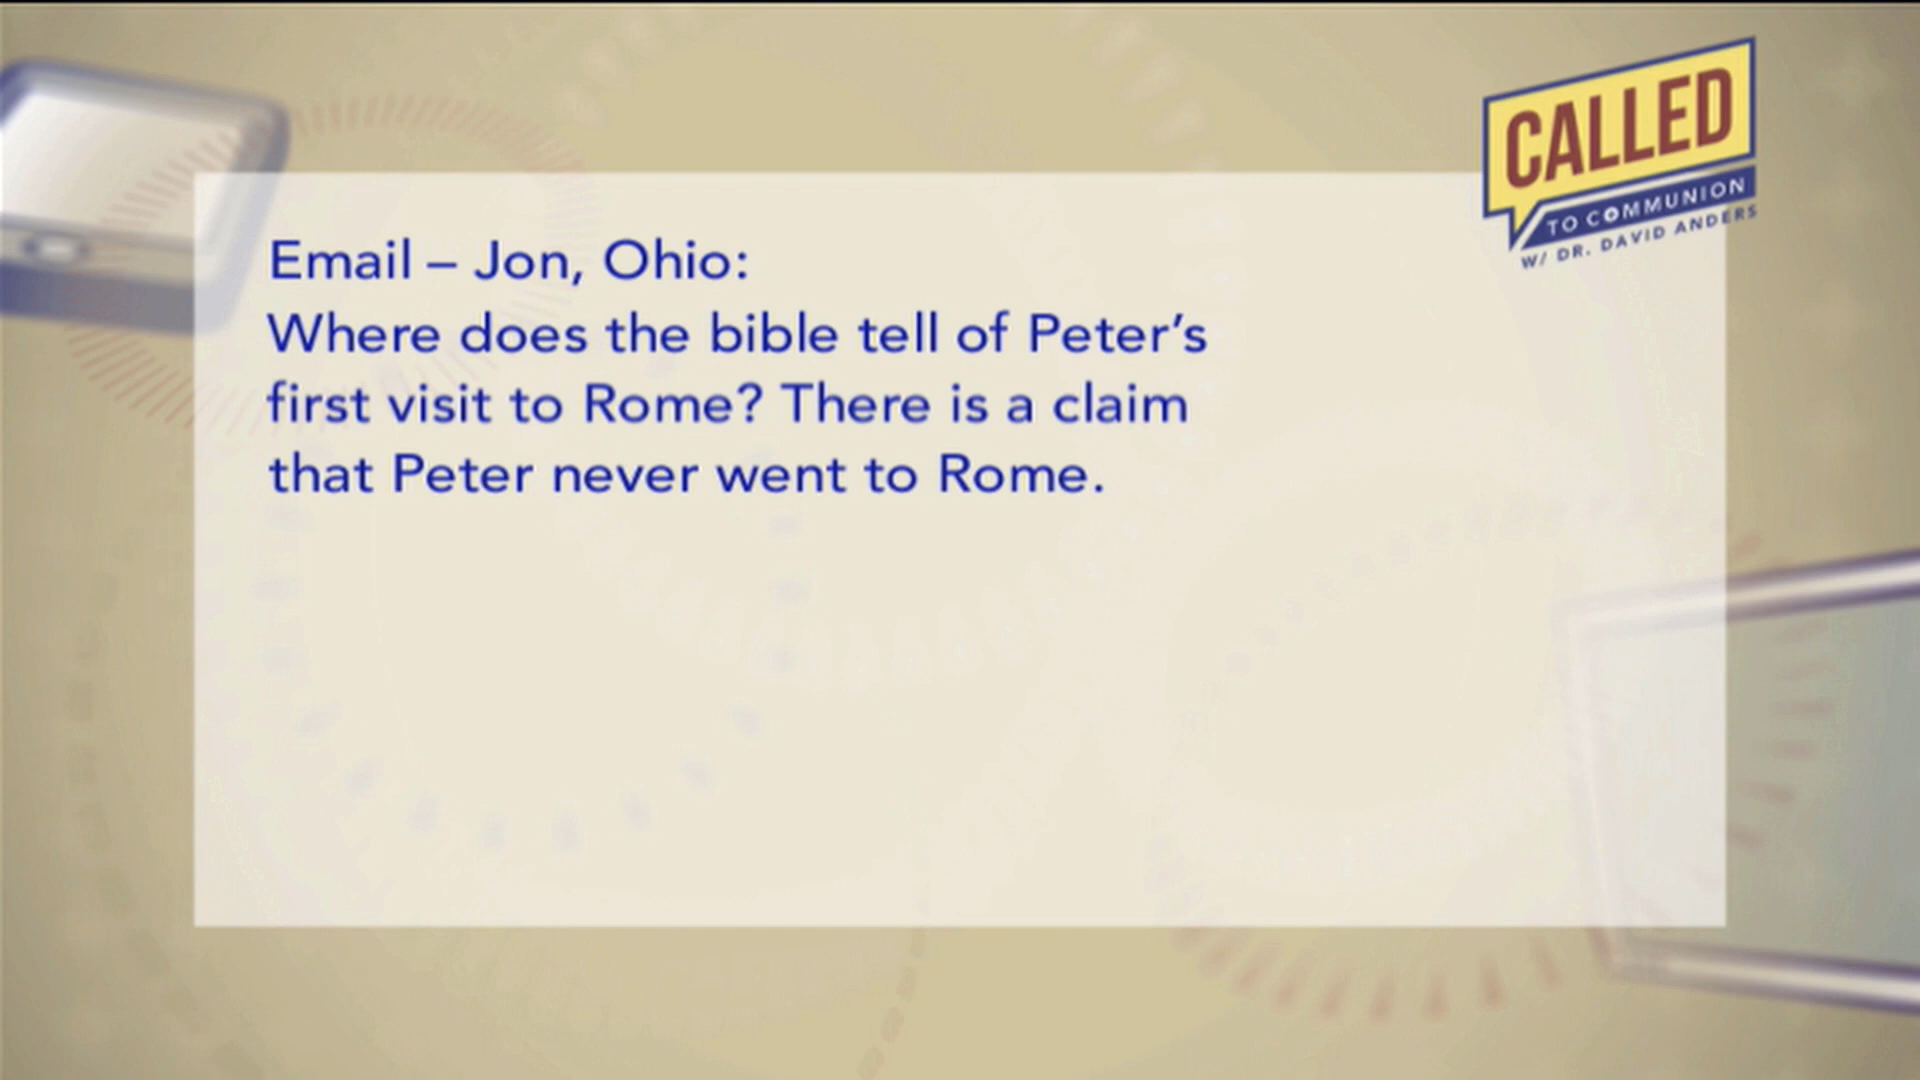 CALLED
TO COMMUNION
W/ DR. DAVID ANDERS
Email – Jon, Ohio:
Where does the bible tell of Peter’s
first visit to Rome? There is a claim
that Peter never went to Rome.